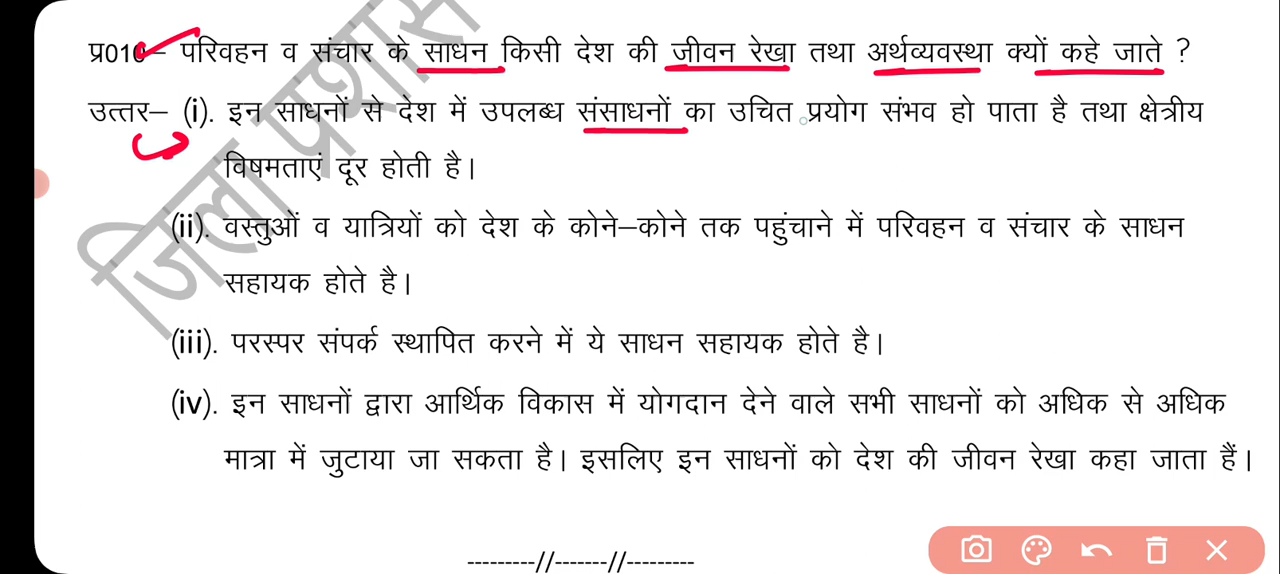 प्र010– परिवहन व संचार के साधन किसी देश की जीवन रेखा तथा अर्थव्यवस्था क्यों कहे जाते ?
उत्तर– (i). इन साधनों से देश में उपलब्ध संसाधनों का उचित प्रयोग संभव हो पाता है तथा क्षेत्रीय
विषमताएं दूर होती है।
(ii). वस्तुओं व यात्रियों को देश के कोने–कोने तक पहुंचाने में परिवहन व संचार के साधन
सहायक होते है।
(iii). परस्पर संपर्क स्थापित करने में ये साधन सहायक होते है।
(iv). इन साधनों द्वारा आर्थिक विकास में योगदान देने वाले सभी साधनों को अधिक से अधिक
मात्रा में जुटाया जा सकता है। इसलिए इन साधनों को देश की जीवन रेखा कहा जाता हैं।
---------//-------//---------
जिला